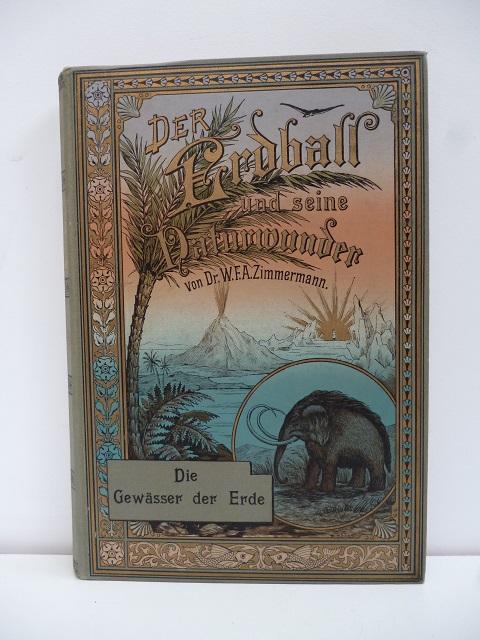 DER
Erdball
und seine
Naturwunder
von Dr. W. F. A. Zimmermann.
Die
Gewässer der Erde